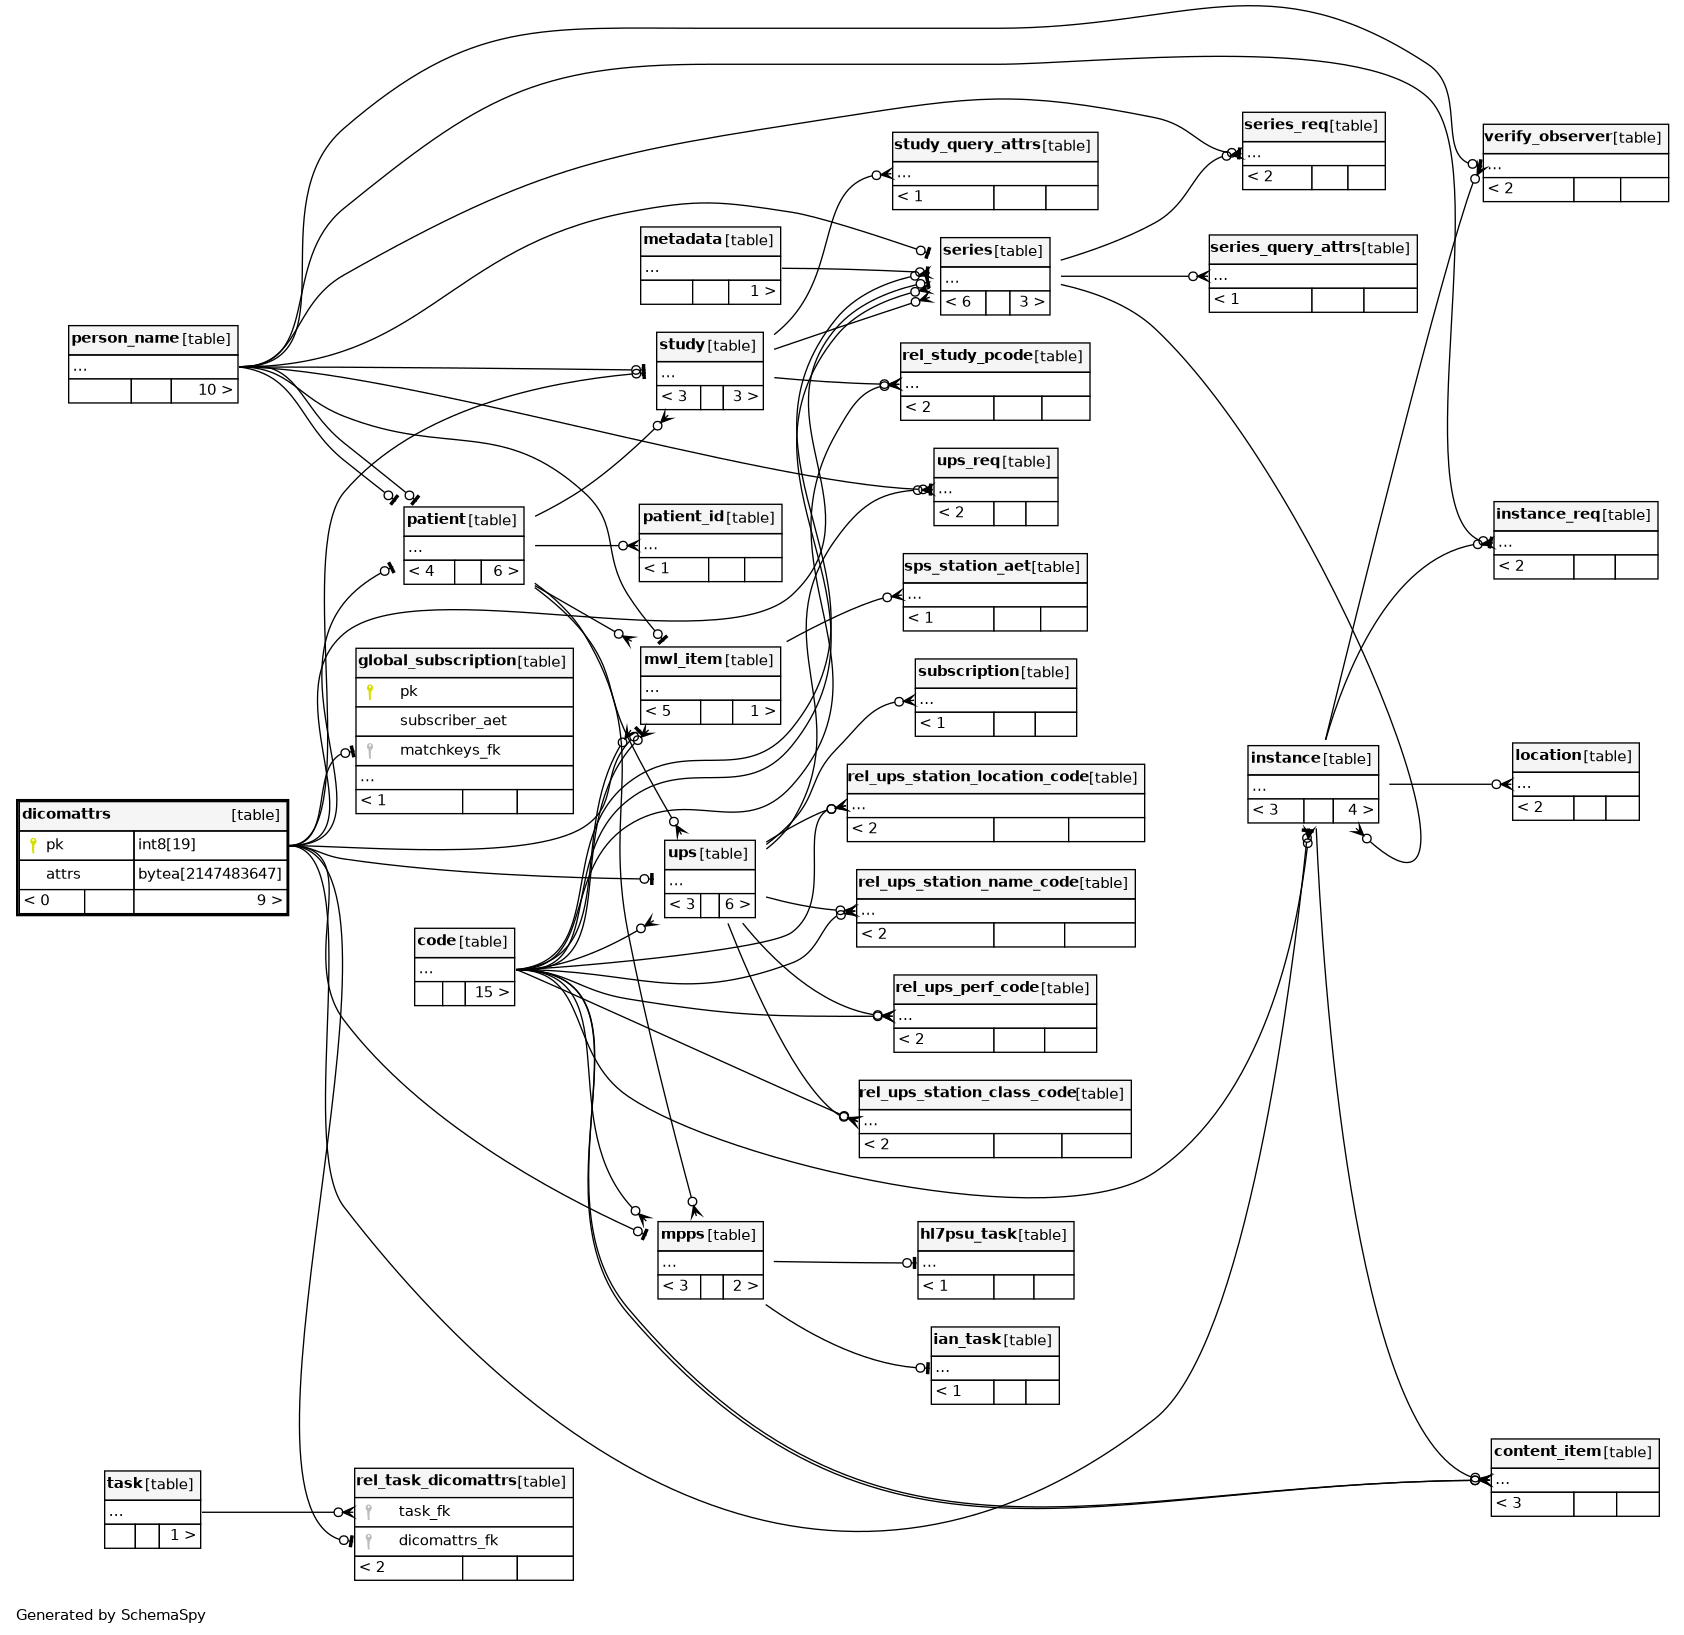 study_query_attrs [table]
...
< 1
series_req [table]
...
< 2
verify_observer [table]
...
< 2
metadata [table]
...
1 >
series [table]
...
< 6 3 >
series_query_attrs [table]
...
< 1
person_name [table]
...
10 >
study [table]
...
< 3 3 >
rel_study_pcode [table]
...
< 2
ups_req [table]
...
< 2
patient [table]
...
< 4 6 >
patient_id [table]
...
< 1
instance_req [table]
...
< 2
sps_station_aet [table]
...
< 1
global_subscription [table]
pk
subscriber_aet
matchkeys_fk
...
< 1
mwl_item [table]
...
< 5 1 >
subscription [table]
...
< 1
instance [table]
...
< 3 4 >
location [table]
...
< 2
rel_ups_station_location_code [table]
...
< 2
dicomattrs [table]
pk int8[19]
attrs bytea[2147483647]
< 0 9 >
ups [table]
...
< 3 6 >
rel_ups_station_name_code [table]
...
< 2
code [table]
...
15 >
rel_ups_perf_code [table]
...
< 2
rel_ups_station_class_code [table]
...
< 2
mpps [table]
...
< 3 2 >
hl7psu_task [table]
...
< 1
ian_task [table]
...
< 1
content_item [table]
...
< 3
task [table]
...
1 >
rel_task_dicomattrs [table]
task_fk
dicomattrs_fk
< 2
Generated by SchemaSpy